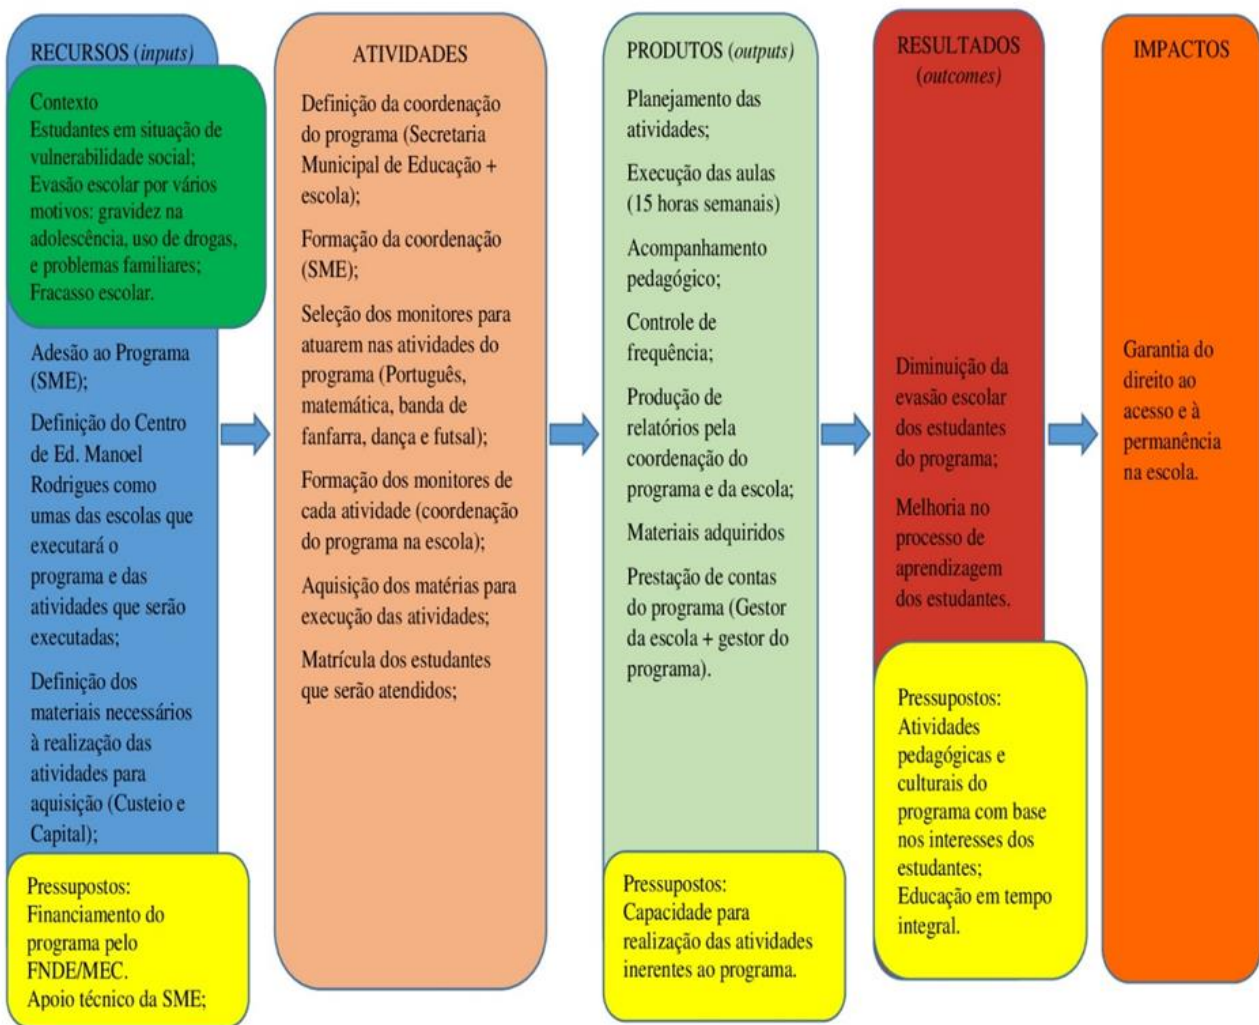 RECURSOS (inputs)
Contexto
Estudantes em situação de
vulnerabilidade social;
Evasão escolar por vários
motivos: gravidez na
adolescência, uso de drogas,
e problemas familiares;
Fracasso escolar.
Adesão ao Programa
(SME);
Definição do Centro
de Ed. Manoel
Rodrigues como
umas das escolas que
executará o
programa e das
atividades que serão
executadas;
Definição dos
materiais necessários
à realização das
atividades para
aquisição (Custeio e
Capital);
Pressupostos:
Financiamento do
programa pelo
FNDE/MEC.
Apoio técnico da SME;
ATIVIDADES
Definição da coordenação
do programa (Secretaria
Municipal de Educação +
escola);
Formação da coordenação
(SME);
Seleção dos monitores para
atuarem nas atividades do
programa (Português,
matemática, banda de
fanfarra, dança e futsal);
Formação dos monitores de
cada atividade (coordenação
do programa na escola);
Aquisição dos matérias para
execução das atividades;
Matrícula dos estudantes
que serão atendidos;
PRODUTOS (outputs)
Planejamento das
atividades;
Execução das aulas
(15 horas semanais)
Acompanhamento
pedagógico;
Controle de
frequência;
Produção de
relatórios pela
coordenação do
programa e da escola;
Materiais adquiridos
Prestação de contas
do programa (Gestor
da escola + gestor do
programa).
Pressupostos:
Capacidade para
realização das atividades
inerentes ao programa.
RESULTADOS
(outcomes)
Diminuição da
evasão escolar
dos estudantes
do programa;
Melhoria no
processo de
aprendizagem
dos estudantes.
Pressupostos:
Atividades
pedagógicas e
culturais do
programa com base
nos interesses dos
estudantes;
Educação em tempo
integral.
IMPACTOS
Garantia do
direito ao
acesso e à
permanência
na escola.